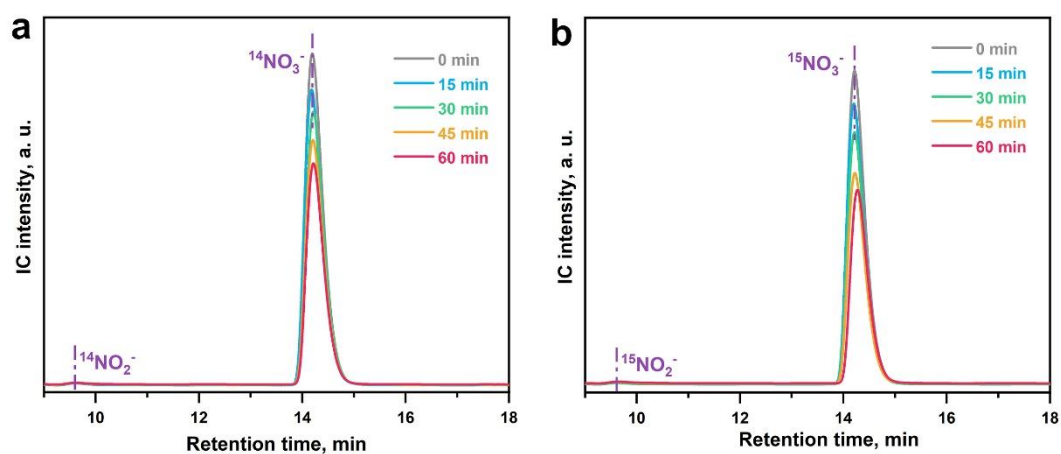 a
¹⁴NO₃⁻
0 min
15 min
30 min
45 min
60 min
¹⁴NO₂⁻
IC intensity, a. u.
10 12 14 16 18
Retention time, min
b
¹⁵NO₃⁻
0 min
15 min
30 min
45 min
60 min
¹⁵NO₂⁻
IC intensity, a. u.
10 12 14 16 18
Retention time, min